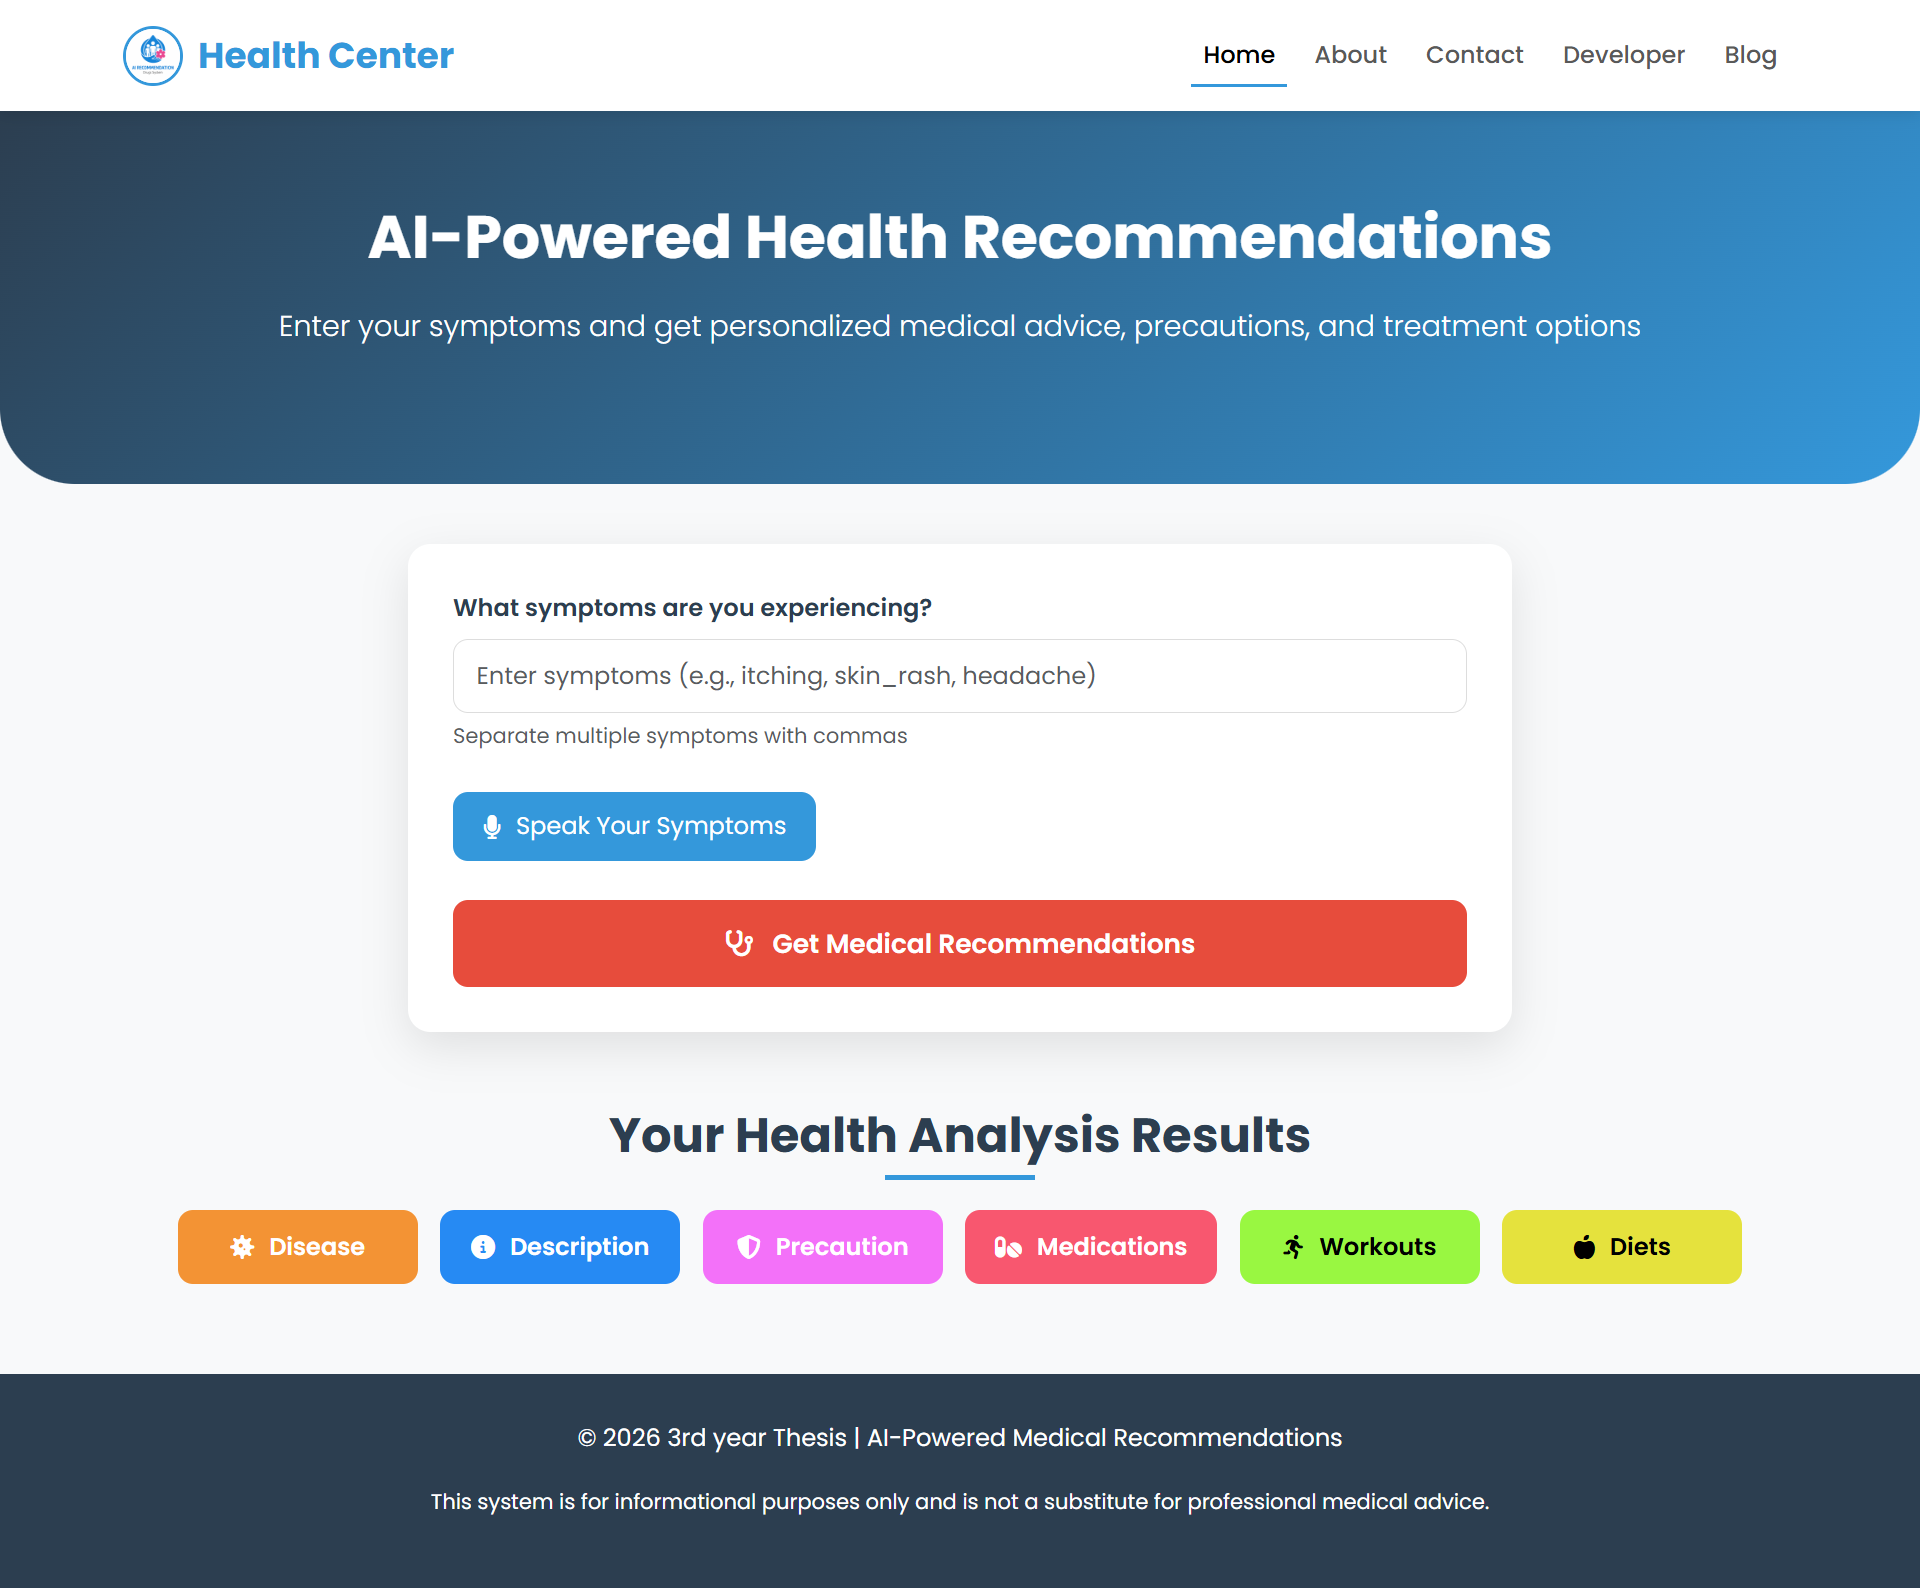 AI RECOMMENDATION
Health Center
Home
About
Contact
Developer
Blog
AI-Powered Health Recommendations
Enter your symptoms and get personalized medical advice, precautions, and treatment options
What symptoms are you experiencing?
Enter symptoms (e.g., itching, skin_rash, headache)
Separate multiple symptoms with commas
Speak Your Symptoms
Get Medical Recommendations
Your Health Analysis Results
Disease
Description
Precaution
Medications
Workouts
Diets
© 2026 3rd year Thesis | AI-Powered Medical Recommendations
This system is for informational purposes only and is not a substitute for professional medical advice.